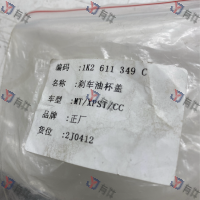 编码 :1K2 611 349 C
名称 :刹车油杯盖
车型 :MT/XPST/CC
品牌 :正厂
货位 :2J0412